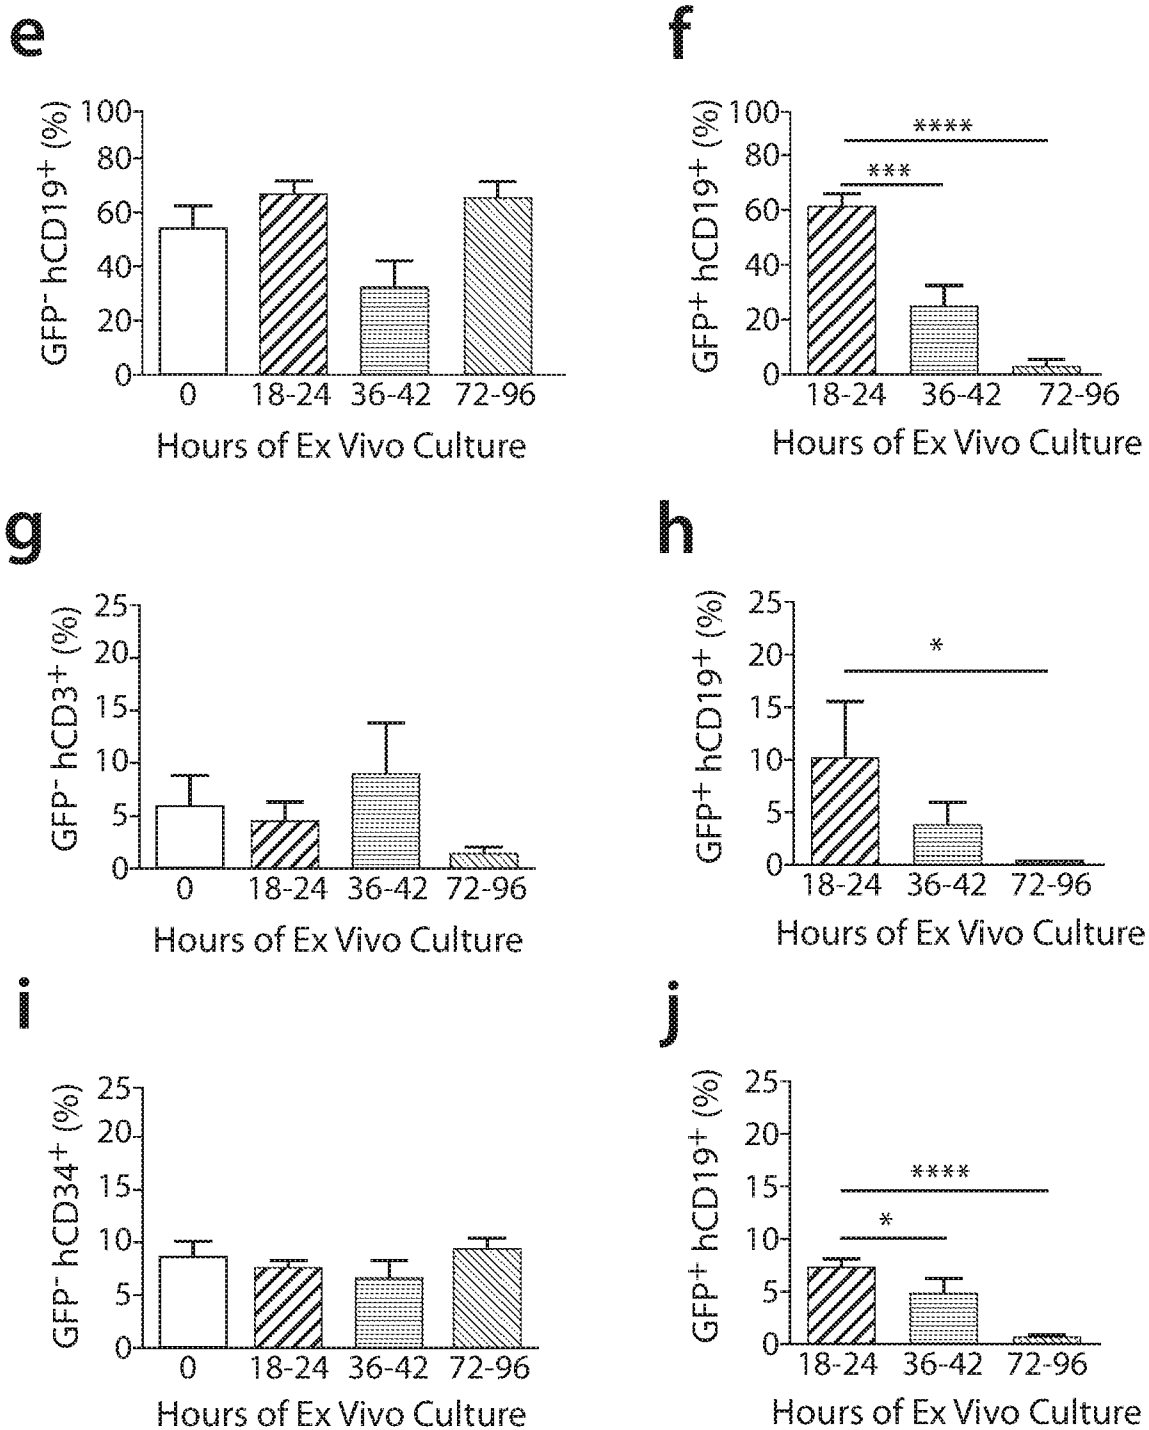 e
GFP⁻ hCD19⁺ (%)
100
80
60
40
20
0
0 18-24 36-42 72-96
Hours of Ex Vivo Culture
f
GFP⁺ hCD19⁺ (%)
100
80
60
40
20
0
****
***
18-24 36-42 72-96
Hours of Ex Vivo Culture
g
GFP⁻ hCD3⁺ (%)
25
20
15
10
5
0
0 18-24 36-42 72-96
Hours of Ex Vivo Culture
h
GFP⁺ hCD19⁺ (%)
25
20
15
10
5
0
*
18-24 36-42 72-96
Hours of Ex Vivo Culture
i
GFP⁻ hCD34⁺ (%)
25
20
15
10
5
0
0 18-24 36-42 72-96
Hours of Ex Vivo Culture
j
GFP⁺ hCD19⁺ (%)
25
20
15
10
5
0
****
*
18-24 36-42 72-96
Hours of Ex Vivo Culture